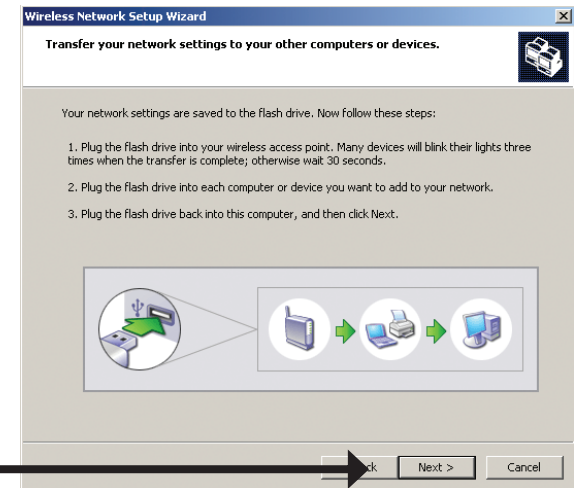 Wireless Network Setup Wizard
Transfer your network settings to your other computers or devices.
Your network settings are saved to the flash drive. Now follow these steps:
1. Plug the flash drive into your wireless access point. Many devices will blink their lights three
times when the transfer is complete; otherwise wait 30 seconds.
2. Plug the flash drive into each computer or device you want to add to your network.
3. Plug the flash drive back into this computer, and then click Next.
Next > Cancel